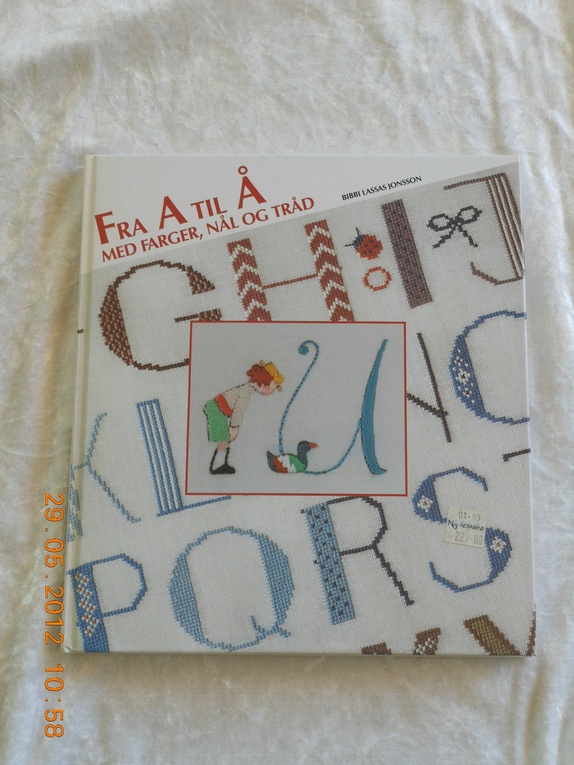 FRA A TIL Å
MED FARGER, NÅL OG TRÅD
BIBBI LASSAS JONSSON
G H I J
U
K L
S
P Q R
29.05.2012 10:58